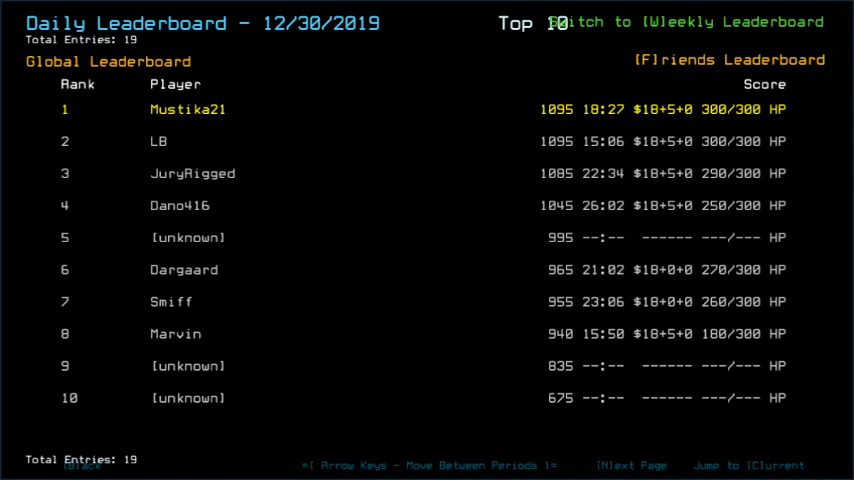 Daily Leaderboard - 12/30/2019 Top 10 Switch to [W]eekly Leaderboard
Total Entries: 19
Global Leaderboard [F]riends Leaderboard
Rank Player Score
1 Mustika21 1095 18:27 $18+5+0 300/300 HP
2 LB 1095 15:06 $18+5+0 300/300 HP
3 JuryRigged 1085 22:34 $18+5+0 290/300 HP
4 Dano416 1045 26:02 $18+5+0 250/300 HP
5 [unknown] 995 --:-- ------ ---/--- HP
6 Dargaard 965 21:02 $18+0+0 270/300 HP
7 Smiff 955 23:06 $18+0+0 260/300 HP
8 Marvin 940 15:50 $18+5+0 180/300 HP
9 [unknown] 835 --:-- ------ ---/--- HP
10 [unknown] 675 --:-- ------ ---/--- HP
Total Entries: 19
[B]ack =[ Arrow Keys - Move Between Periods ]= [N]ext Page Jump to [C]urrent